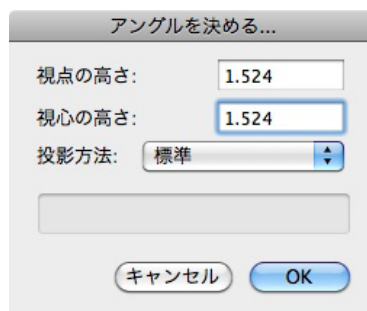 アングルを決める...
視点の高さ: 1.524
視心の高さ: 1.524
投影方法: 標準
キャンセル OK